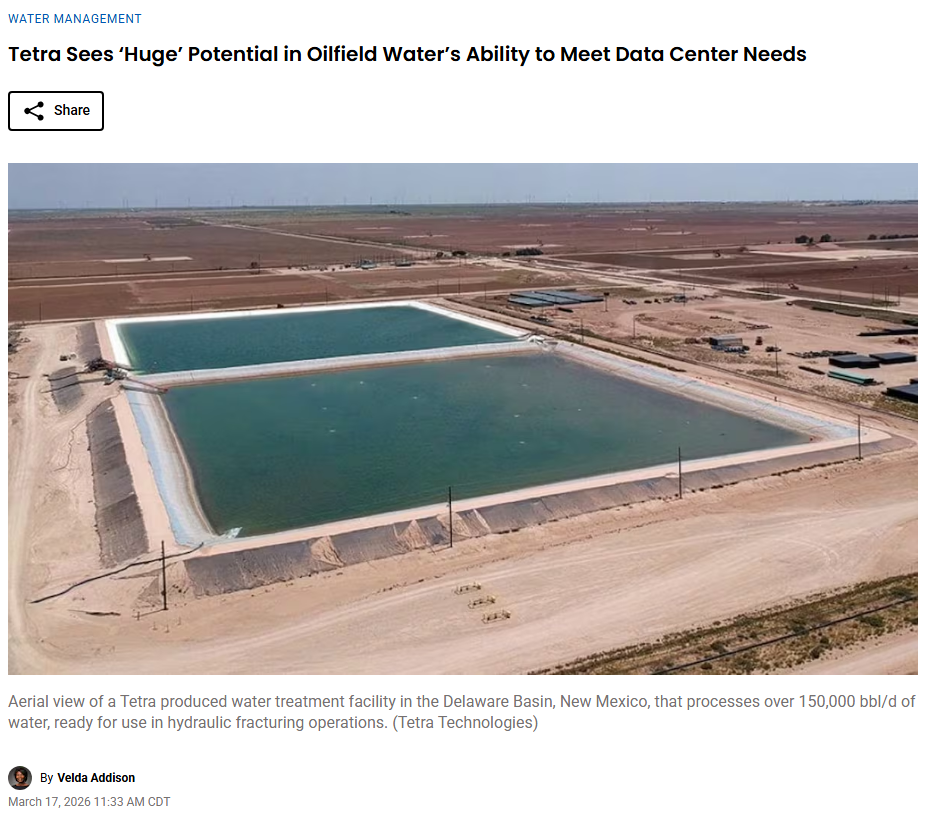 WATER MANAGEMENT
Tetra Sees ‘Huge’ Potential in Oilfield Water’s Ability to Meet Data Center Needs
Share
Aerial view of a Tetra produced water treatment facility in the Delaware Basin, New Mexico, that processes over 150,000 bbl/d of
water, ready for use in hydraulic fracturing operations. (Tetra Technologies)
By Velda Addison
March 17, 2026 11:33 AM CDT